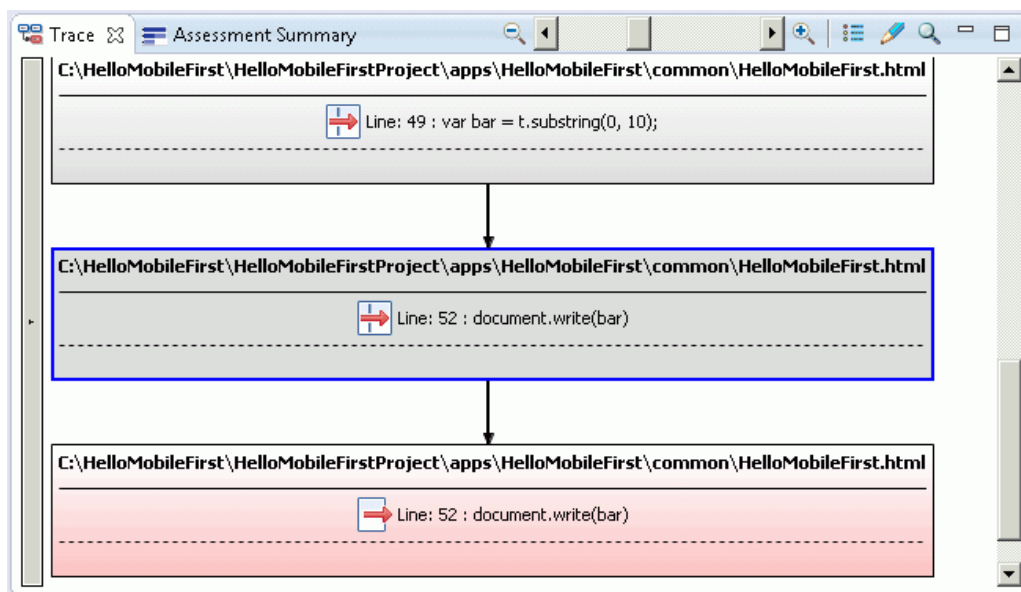 Trace Assessment Summary
C:\HelloMobileFirst\HelloMobileFirstProject\apps\HelloMobileFirst\common\HelloMobileFirst.html
Line: 49 : var bar = t.substring(0, 10);
C:\HelloMobileFirst\HelloMobileFirstProject\apps\HelloMobileFirst\common\HelloMobileFirst.html
Line: 52 : document.write(bar)
C:\HelloMobileFirst\HelloMobileFirstProject\apps\HelloMobileFirst\common\HelloMobileFirst.html
Line: 52 : document.write(bar)